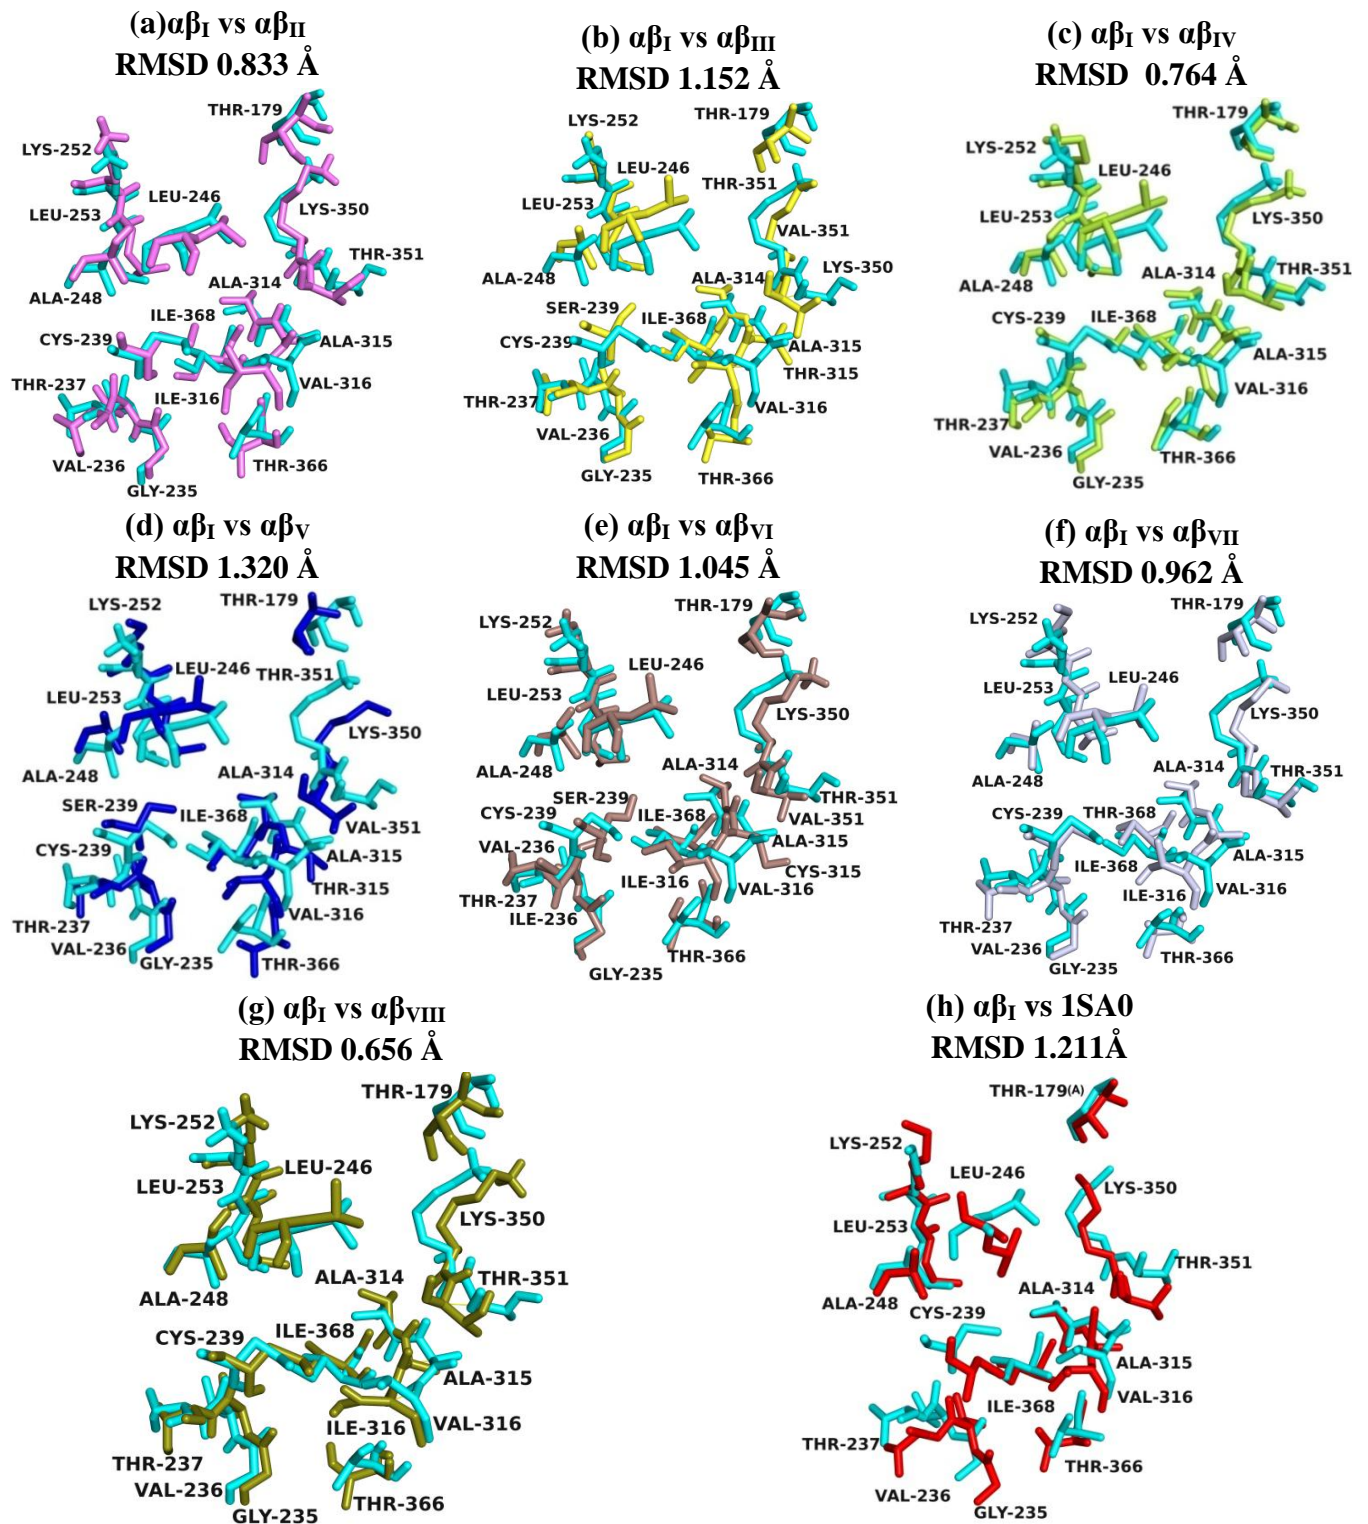 (a)αβI vs αβII
RMSD 0.833 Å
THR-179
LYS-252
LEU-246
LEU-253
LYS-350
THR-351
ALA-248
ALA-314
ILE-368
CYS-239
ALA-315
THR-237
ILE-316
VAL-316
VAL-236
THR-366
GLY-235
(b) αβI vs αβIII
RMSD 1.152 Å
THR-179
LYS-252
LEU-246
THR-351
LEU-253
VAL-351
LYS-350
ALA-248
ALA-314
SER-239
ILE-368
CYS-239
ALA-315
THR-315
THR-237
VAL-316
VAL-236
GLY-235
THR-366
(c) αβI vs αβIV
RMSD 0.764 Å
THR-179
LYS-252
LEU-246
LEU-253
LYS-350
ALA-314
THR-351
ALA-248
CYS-239
ILE-368
ALA-315
VAL-316
THR-237
VAL-236
THR-366
GLY-235
(d) αβI vs αβV
RMSD 1.320 Å
LYS-252
THR-179
LEU-246
THR-351
LEU-253
LYS-350
ALA-248
ALA-314
SER-239
ILE-368
VAL-351
CYS-239
ALA-315
THR-315
VAL-316
THR-237
VAL-236
GLY-235
THR-366
(e) αβI vs αβVI
RMSD 1.045 Å
THR-179
LYS-252
LEU-246
LEU-253
LYS-350
ALA-314
ALA-248
THR-351
SER-239
CYS-239
ILE-368
VAL-351
VAL-236
ALA-315
CYS-315
ILE-316
VAL-316
THR-237
ILE-236
THR-366
GLY-235
(f) αβI vs αβVII
RMSD 0.962 Å
THR-179
LYS-252
LEU-246
LEU-253
LYS-350
ALA-314
THR-351
ALA-248
CYS-239
THR-368
ALA-315
ILE-368
ILE-316
VAL-316
THR-237
VAL-236
THR-366
GLY-235
(g) αβI vs αβVIII
RMSD 0.656 Å
THR-179
LYS-252
LEU-246
LEU-253
LYS-350
ALA-314
THR-351
ALA-248
CYS-239
ILE-368
ALA-315
ILE-316
VAL-316
THR-237
VAL-236
THR-366
GLY-235
(h) αβI vs 1SA0
RMSD 1.211Å
THR-179(A)
LYS-252
LEU-246
LYS-350
LEU-253
THR-351
ALA-248
ALA-314
CYS-239
ALA-315
VAL-316
ILE-368
THR-237
THR-366
VAL-236
GLY-235